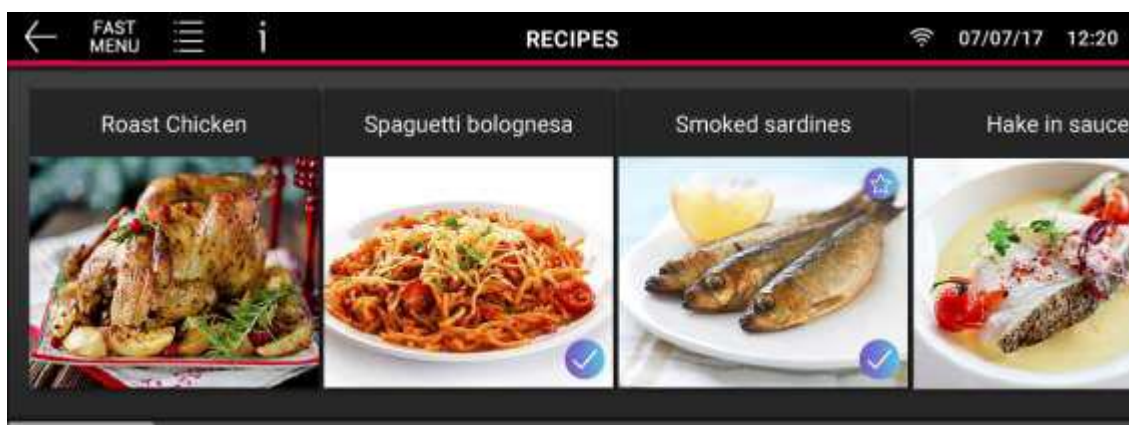 FAST
MENU
i
RECIPES
07/07/17 12:20
Roast Chicken
Spaguetti bolognesa
Smoked sardines
Hake in sauce